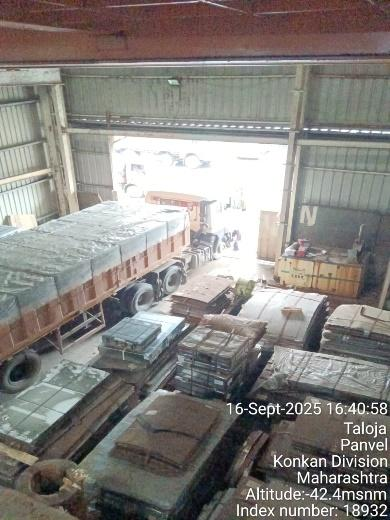 N
16-Sept-2025 16:40:58
Taloja
Panvel
Konkan Division
Maharashtra
Altitude:-42.4msnm
Index number: 18932